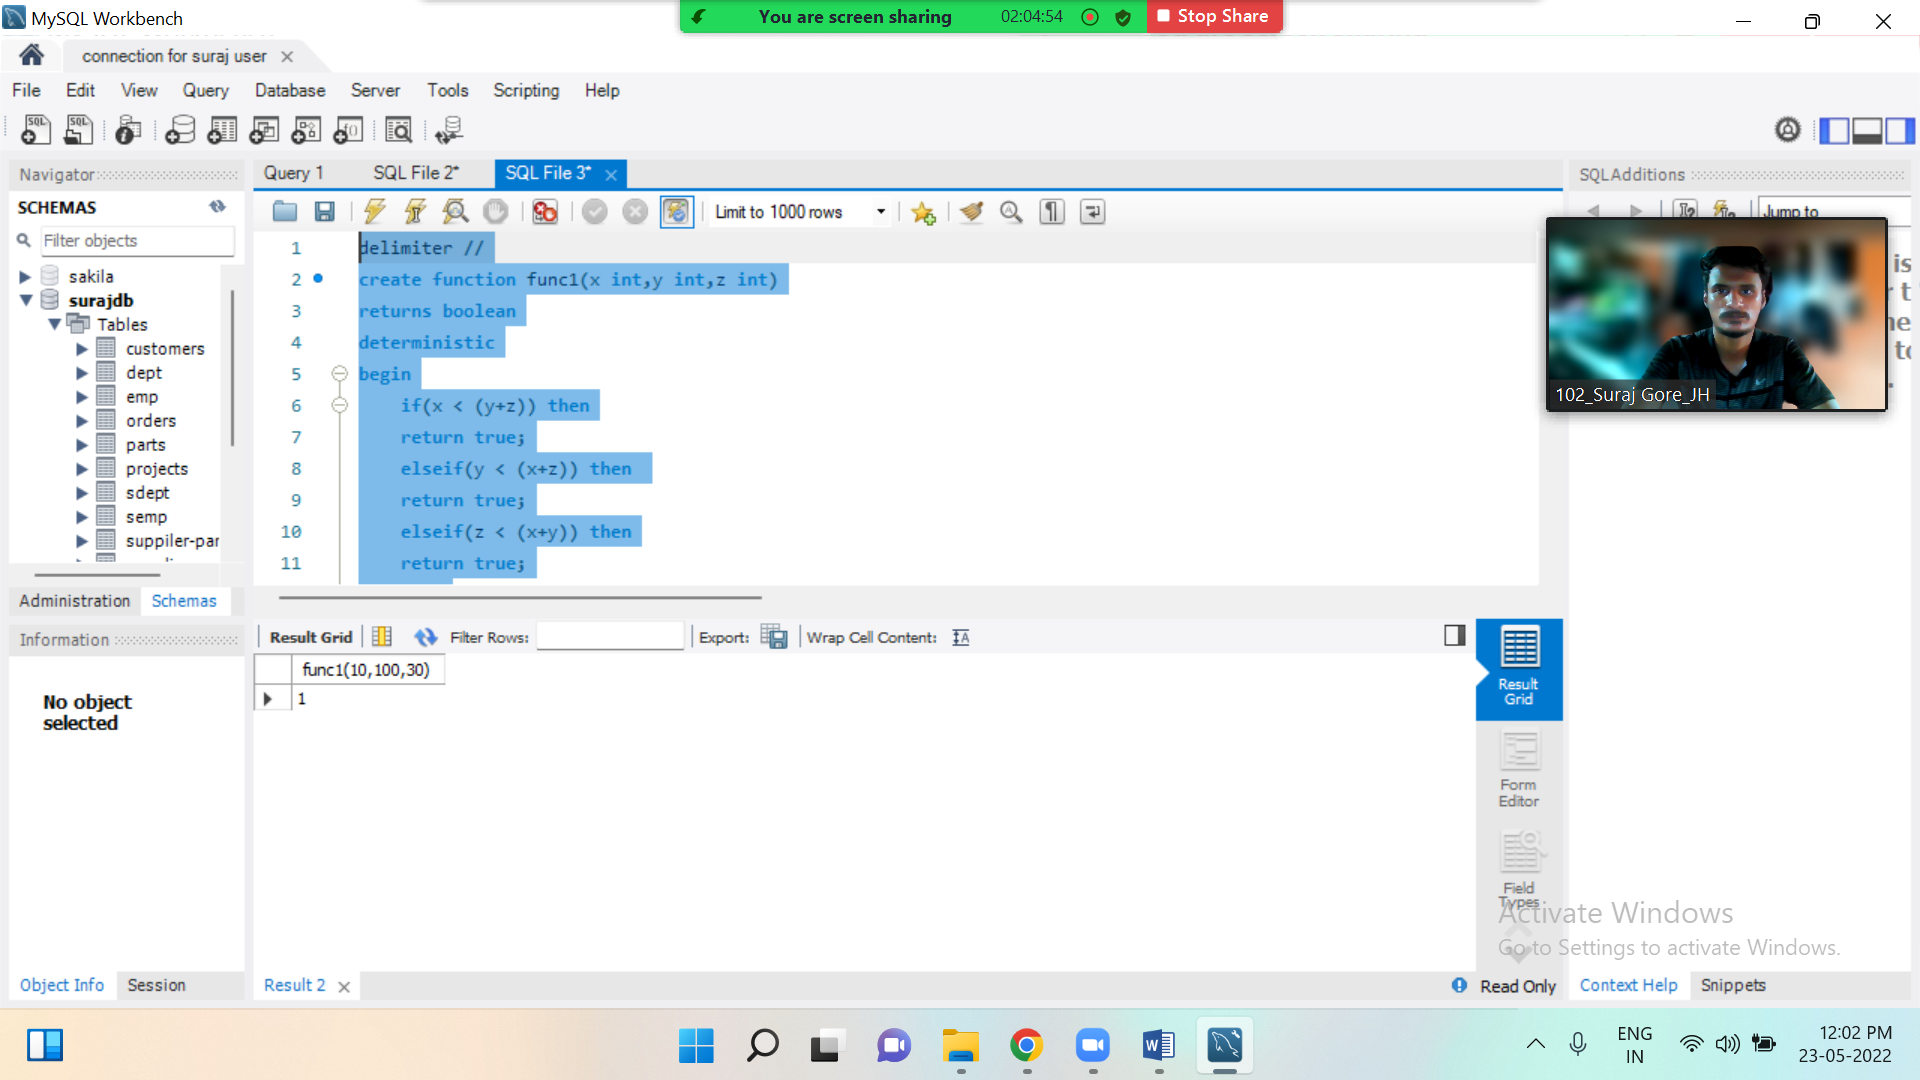 MySQL Workbench
You are screen sharing 02:04:54 Stop Share
connection for suraj user
File Edit View Query Database Server Tools Scripting Help
Navigator
SCHEMAS
Filter objects
sakila
surajdb
Tables
customers
dept
emp
orders
parts
projects
sdept
semp
suppiler-par
Administration Schemas
Information
No object
selected
Object Info Session
Query 1 SQL File 2* SQL File 3*
Limit to 1000 rows
1 delimiter //
2 create function func1(x int,y int,z int)
3 returns boolean
4 deterministic
5 begin
6 if(x < (y+z)) then
7 return true;
8 elseif(y < (x+z)) then
9 return true;
10 elseif(z < (x+y)) then
11 return true;
Result Grid Filter Rows: Export: Wrap Cell Content:
func1(10,100,30)
1
Result
Grid
Form
Editor
Field
Types
Result 2
Read Only
SQLAdditions
Jump to
is
102_Suraj Gore_JH
Activate Windows
Go to Settings to activate Windows.
Context Help Snippets
ENG
IN
12:02 PM
23-05-2022